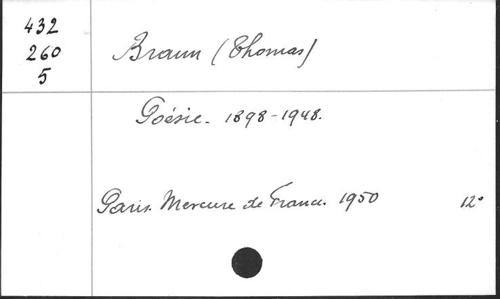 432
260
5
Braun (Thomas)
Poésie. 1898-1948.
Paris. Mercure de France. 1950 12°